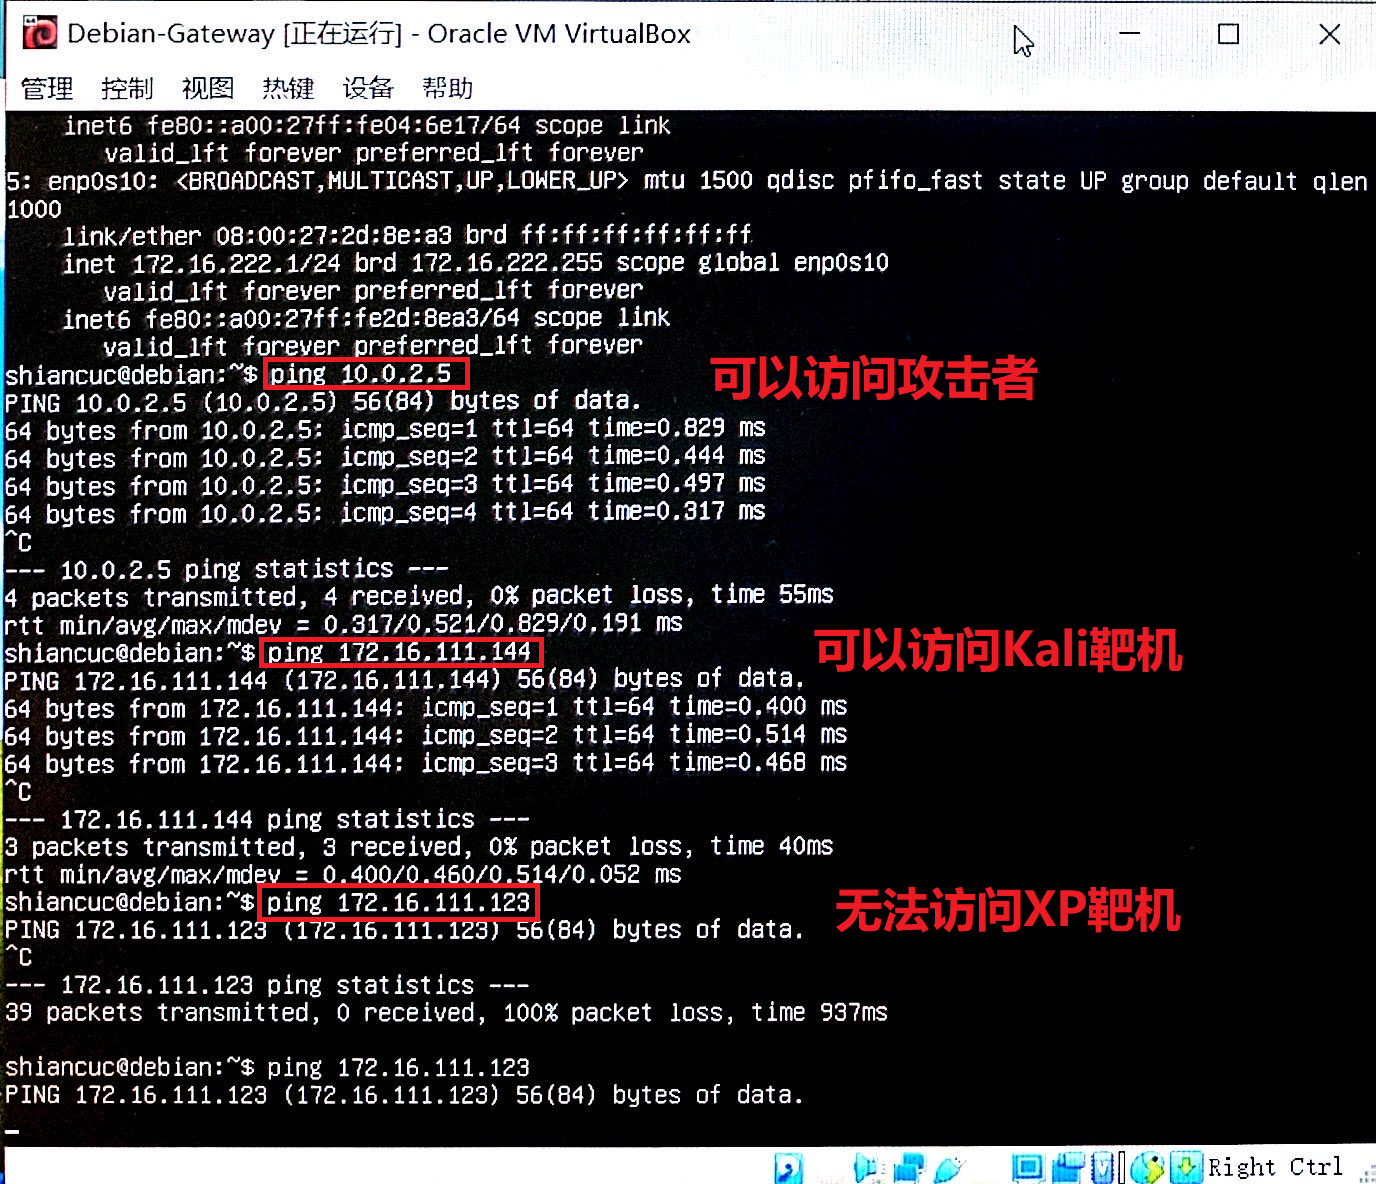 Debian-Gateway [正在运行] - Oracle VM VirtualBox
管理 控制 视图 热键 设备 帮助
inet6 fe80::a00:27ff:fe04:6e17/64 scope link
valid_lft forever preferred_lft forever
5: enp0s10: <BROADCAST,MULTICAST,UP,LOWER_UP> mtu 1500 qdisc pfifo_fast state UP group default qlen
1000
link/ether 08:00:27:2d:8e:a3 brd ff:ff:ff:ff:ff:ff
inet 172.16.222.1/24 brd 172.16.222.255 scope global enp0s10
valid_lft forever preferred_lft forever
inet6 fe80::a00:27ff:fe2d:8ea3/64 scope link
valid_lft forever preferred_lft forever
shiancuc@debian:~$ ping 10.0.2.5
可以访问攻击者
PING 10.0.2.5 (10.0.2.5) 56(84) bytes of data.
64 bytes from 10.0.2.5: icmp_seq=1 ttl=64 time=0.829 ms
64 bytes from 10.0.2.5: icmp_seq=2 ttl=64 time=0.444 ms
64 bytes from 10.0.2.5: icmp_seq=3 ttl=64 time=0.497 ms
64 bytes from 10.0.2.5: icmp_seq=4 ttl=64 time=0.317 ms
^C
--- 10.0.2.5 ping statistics ---
4 packets transmitted, 4 received, 0% packet loss, time 55ms
rtt min/avg/max/mdev = 0.317/0.521/0.829/0.191 ms
shiancuc@debian:~$ ping 172.16.111.144
可以访问Kali靶机
PING 172.16.111.144 (172.16.111.144) 56(84) bytes of data.
64 bytes from 172.16.111.144: icmp_seq=1 ttl=64 time=0.400 ms
64 bytes from 172.16.111.144: icmp_seq=2 ttl=64 time=0.514 ms
64 bytes from 172.16.111.144: icmp_seq=3 ttl=64 time=0.468 ms
^C
--- 172.16.111.144 ping statistics ---
3 packets transmitted, 3 received, 0% packet loss, time 40ms
rtt min/avg/max/mdev = 0.400/0.460/0.514/0.052 ms
shiancuc@debian:~$ ping 172.16.111.123
无法访问XP靶机
PING 172.16.111.123 (172.16.111.123) 56(84) bytes of data.
^C
--- 172.16.111.123 ping statistics ---
39 packets transmitted, 0 received, 100% packet loss, time 937ms
shiancuc@debian:~$ ping 172.16.111.123
PING 172.16.111.123 (172.16.111.123) 56(84) bytes of data.
Right Ctrl